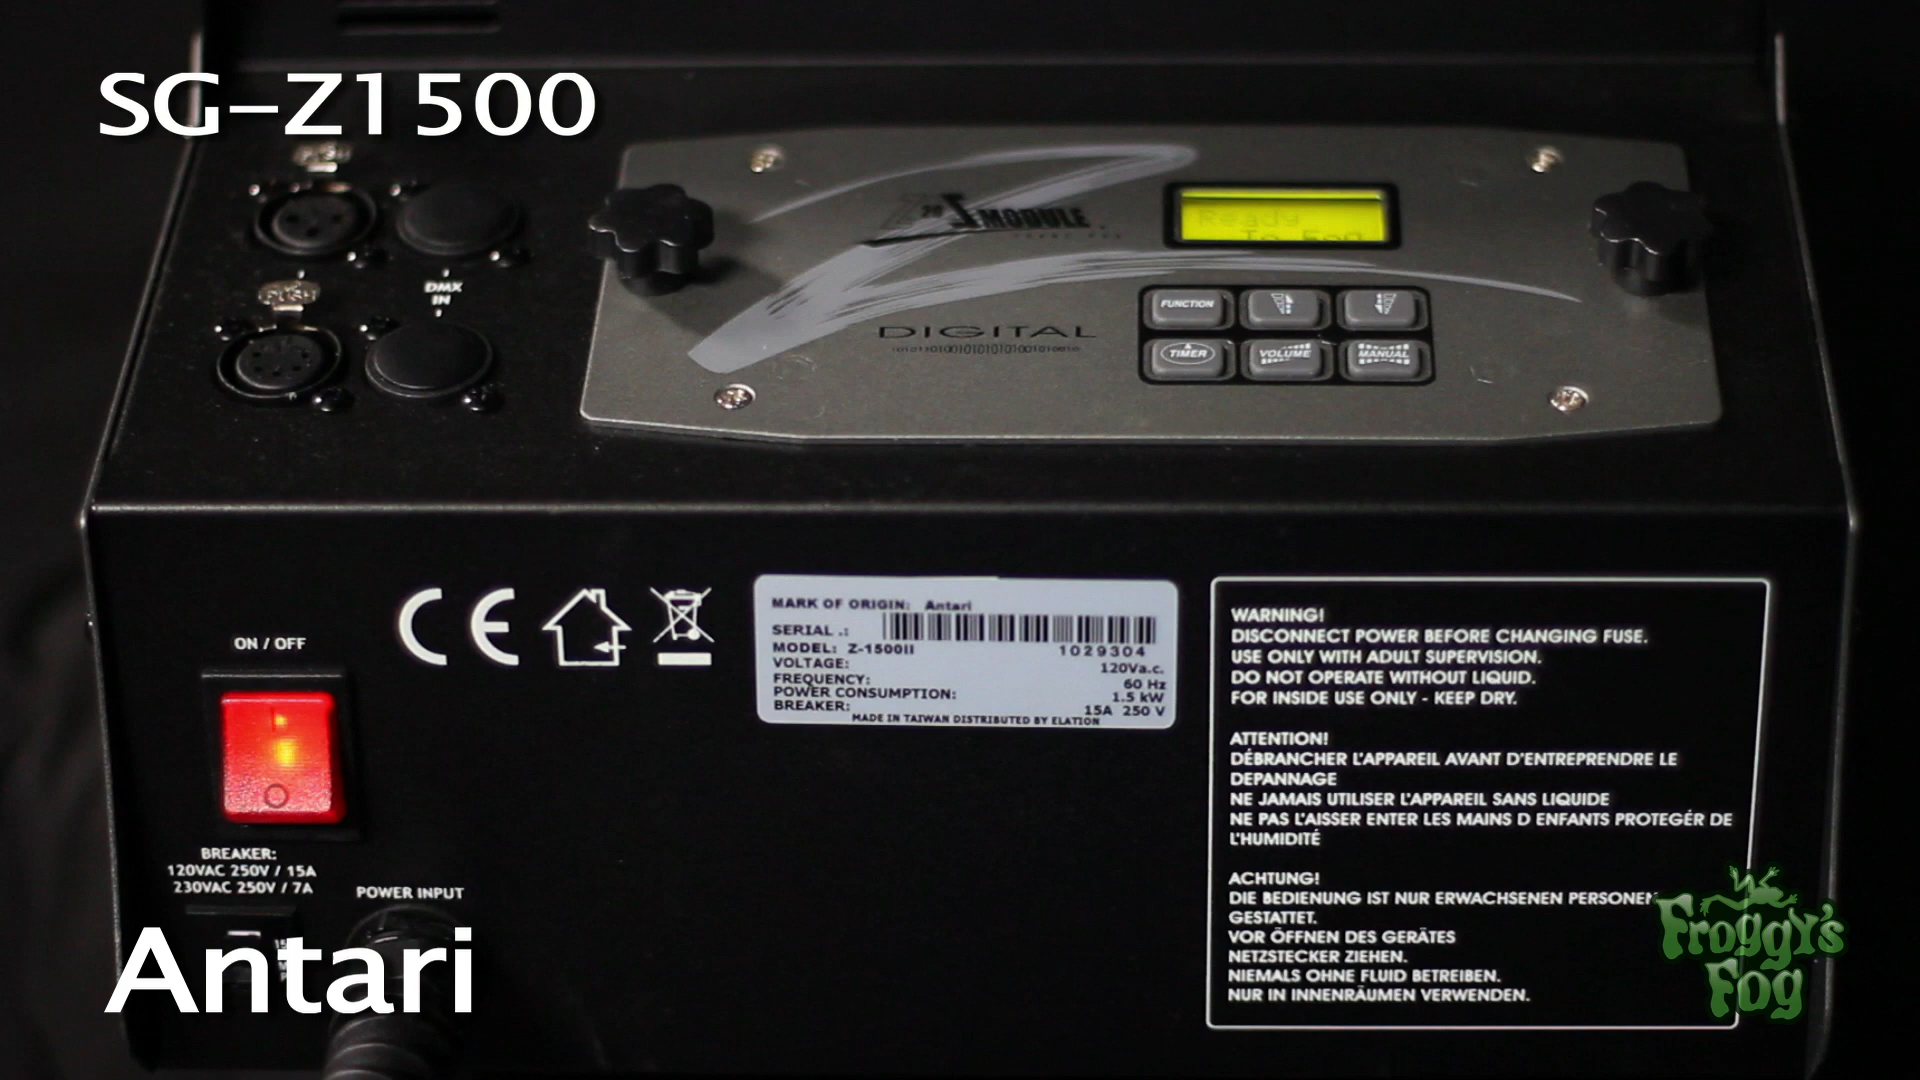 SG-Z1500
PUSH
Z MODULE
Ready
To Fog
PUSH
DMX
IN
FUNCTION
DIGITAL
TIMER
VOLUME
MANUAL
ON / OFF
CE
MARK OF ORIGIN: Antari
SERIAL .:
MODEL: Z-1500II 1029304
VOLTAGE: 120Va.c.
FREQUENCY: 60 Hz
POWER CONSUMPTION: 1.5 kW
BREAKER: 15A 250 V
MADE IN TAIWAN DISTRIBUTED BY ELATION
WARNING!
DISCONNECT POWER BEFORE CHANGING FUSE.
USE ONLY WITH ADULT SUPERVISION.
DO NOT OPERATE WITHOUT LIQUID.
FOR INSIDE USE ONLY - KEEP DRY.
ATTENTION!
DÉBRANCHER L'APPAREIL AVANT D'ENTREPRENDRE LE
DEPANNAGE
NE JAMAIS UTILISER L'APPAREIL SANS LIQUIDE
NE PAS L'AISSER ENTER LES MAINS D ENFANTS PROTEGÉR DE
L'HUMIDITÉ
ACHTUNG!
DIE BEDIENUNG IST NUR ERWACHSENEN PERSONEN
GESTATTET.
VOR ÖFFNEN DES GERÄTES
NETZSTECKER ZIEHEN.
NIEMALS OHNE FLUID BETREIBEN.
NUR IN INNENRÄUMEN VERWENDEN.
BREAKER:
120VAC 250V / 15A
230VAC 250V / 7A
POWER INPUT
Antari
Froggy's
Fog